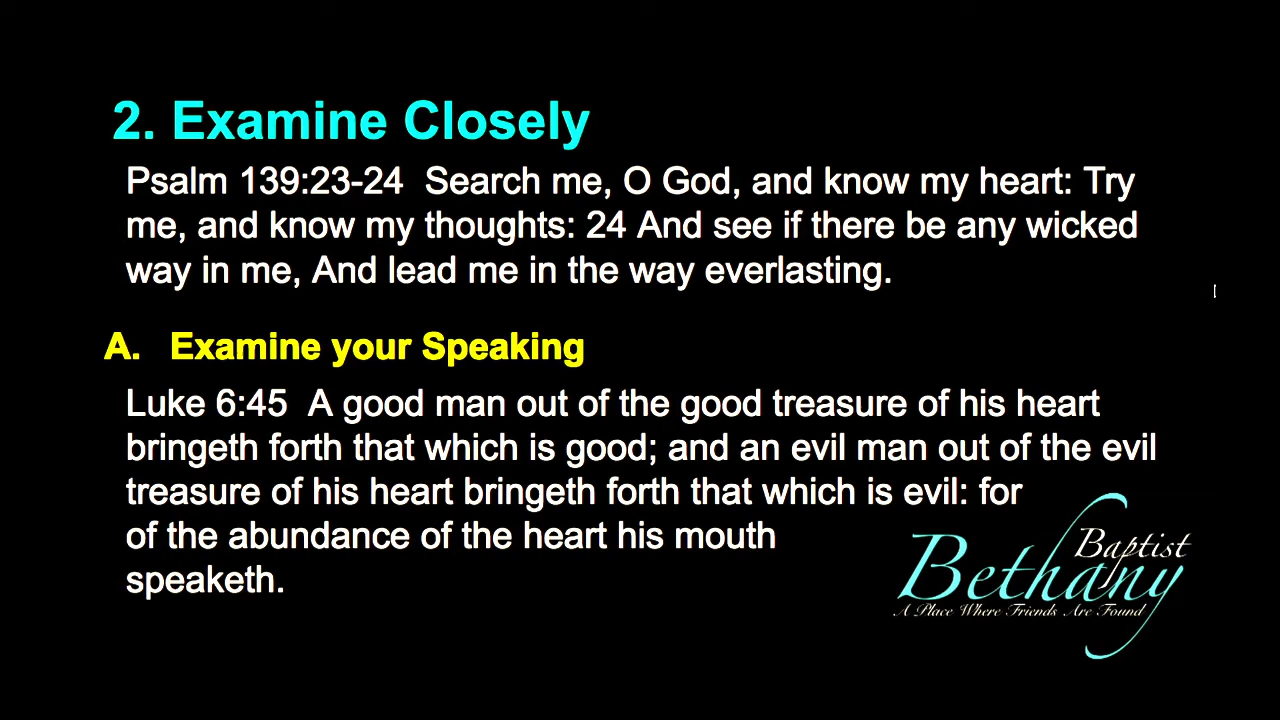 2. Examine Closely
Psalm 139:23-24  Search me, O God, and know my heart: Try
me, and know my thoughts: 24 And see if there be any wicked
way in me, And lead me in the way everlasting.
A. Examine your Speaking
Luke 6:45  A good man out of the good treasure of his heart
bringeth forth that which is good; and an evil man out of the evil
treasure of his heart bringeth forth that which is evil: for
of the abundance of the heart his mouth
speaketh.
Baptist
Bethany
A Place Where Friends Are Found